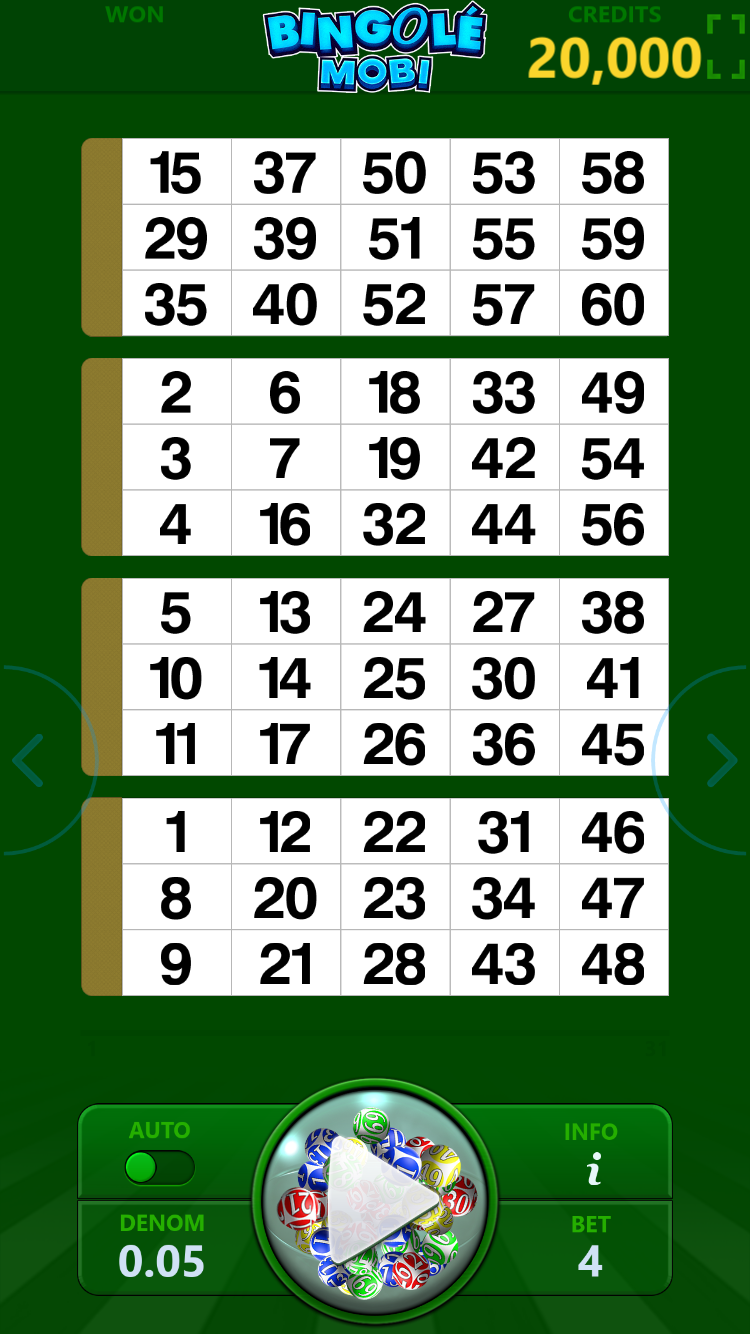 WON
BINGOLÉ
MOBI
CREDITS
20,000
15 37 50 53 58
29 39 51 55 59
35 40 52 57 60
2 6 18 33 49
3 7 19 42 54
4 16 32 44 56
5 13 24 27 38
10 14 25 30 41
11 17 26 36 45
1 12 22 31 46
8 20 23 34 47
9 21 28 43 48
AUTO
INFO
i
DENOM
0.05
BET
4